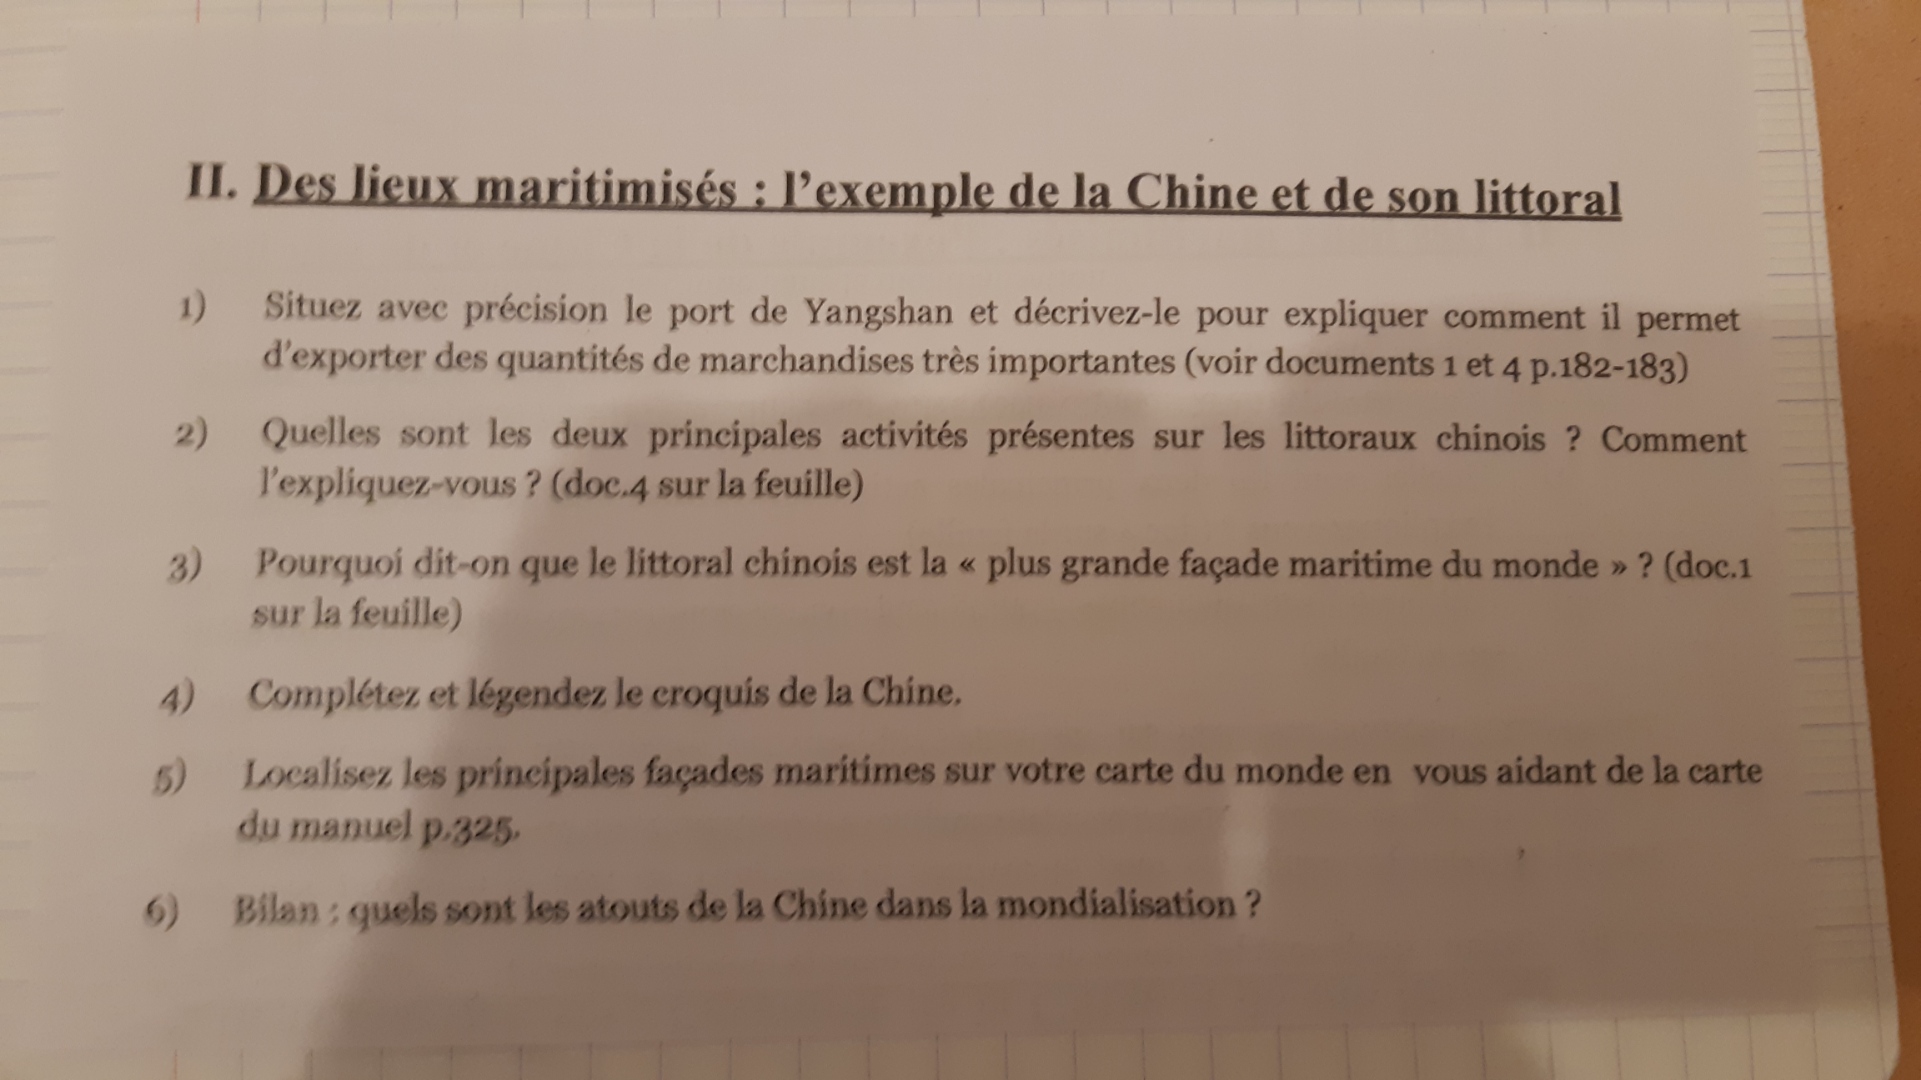 II. Des lieux maritimisés : l'exemple de la Chine et de son littoral
1) Situez avec précision le port de Yangshan et décrivez-le pour expliquer comment il permet
d'exporter des quantités de marchandises très importantes (voir documents 1 et 4 p.182-183)
2) Quelles sont les deux principales activités présentes sur les littoraux chinois ? Comment
l'expliquez-vous ? (doc.4 sur la feuille)
3) Pourquoi dit-on que le littoral chinois est la « plus grande façade maritime du monde » ? (doc.1
sur la feuille)
4) Complétez et légendez le croquis de la Chine.
5) Localisez les principales façades maritimes sur votre carte du monde en vous aidant de la carte
du manuel p.325.
6) Bilan : quels sont les atouts de la Chine dans la mondialisation ?